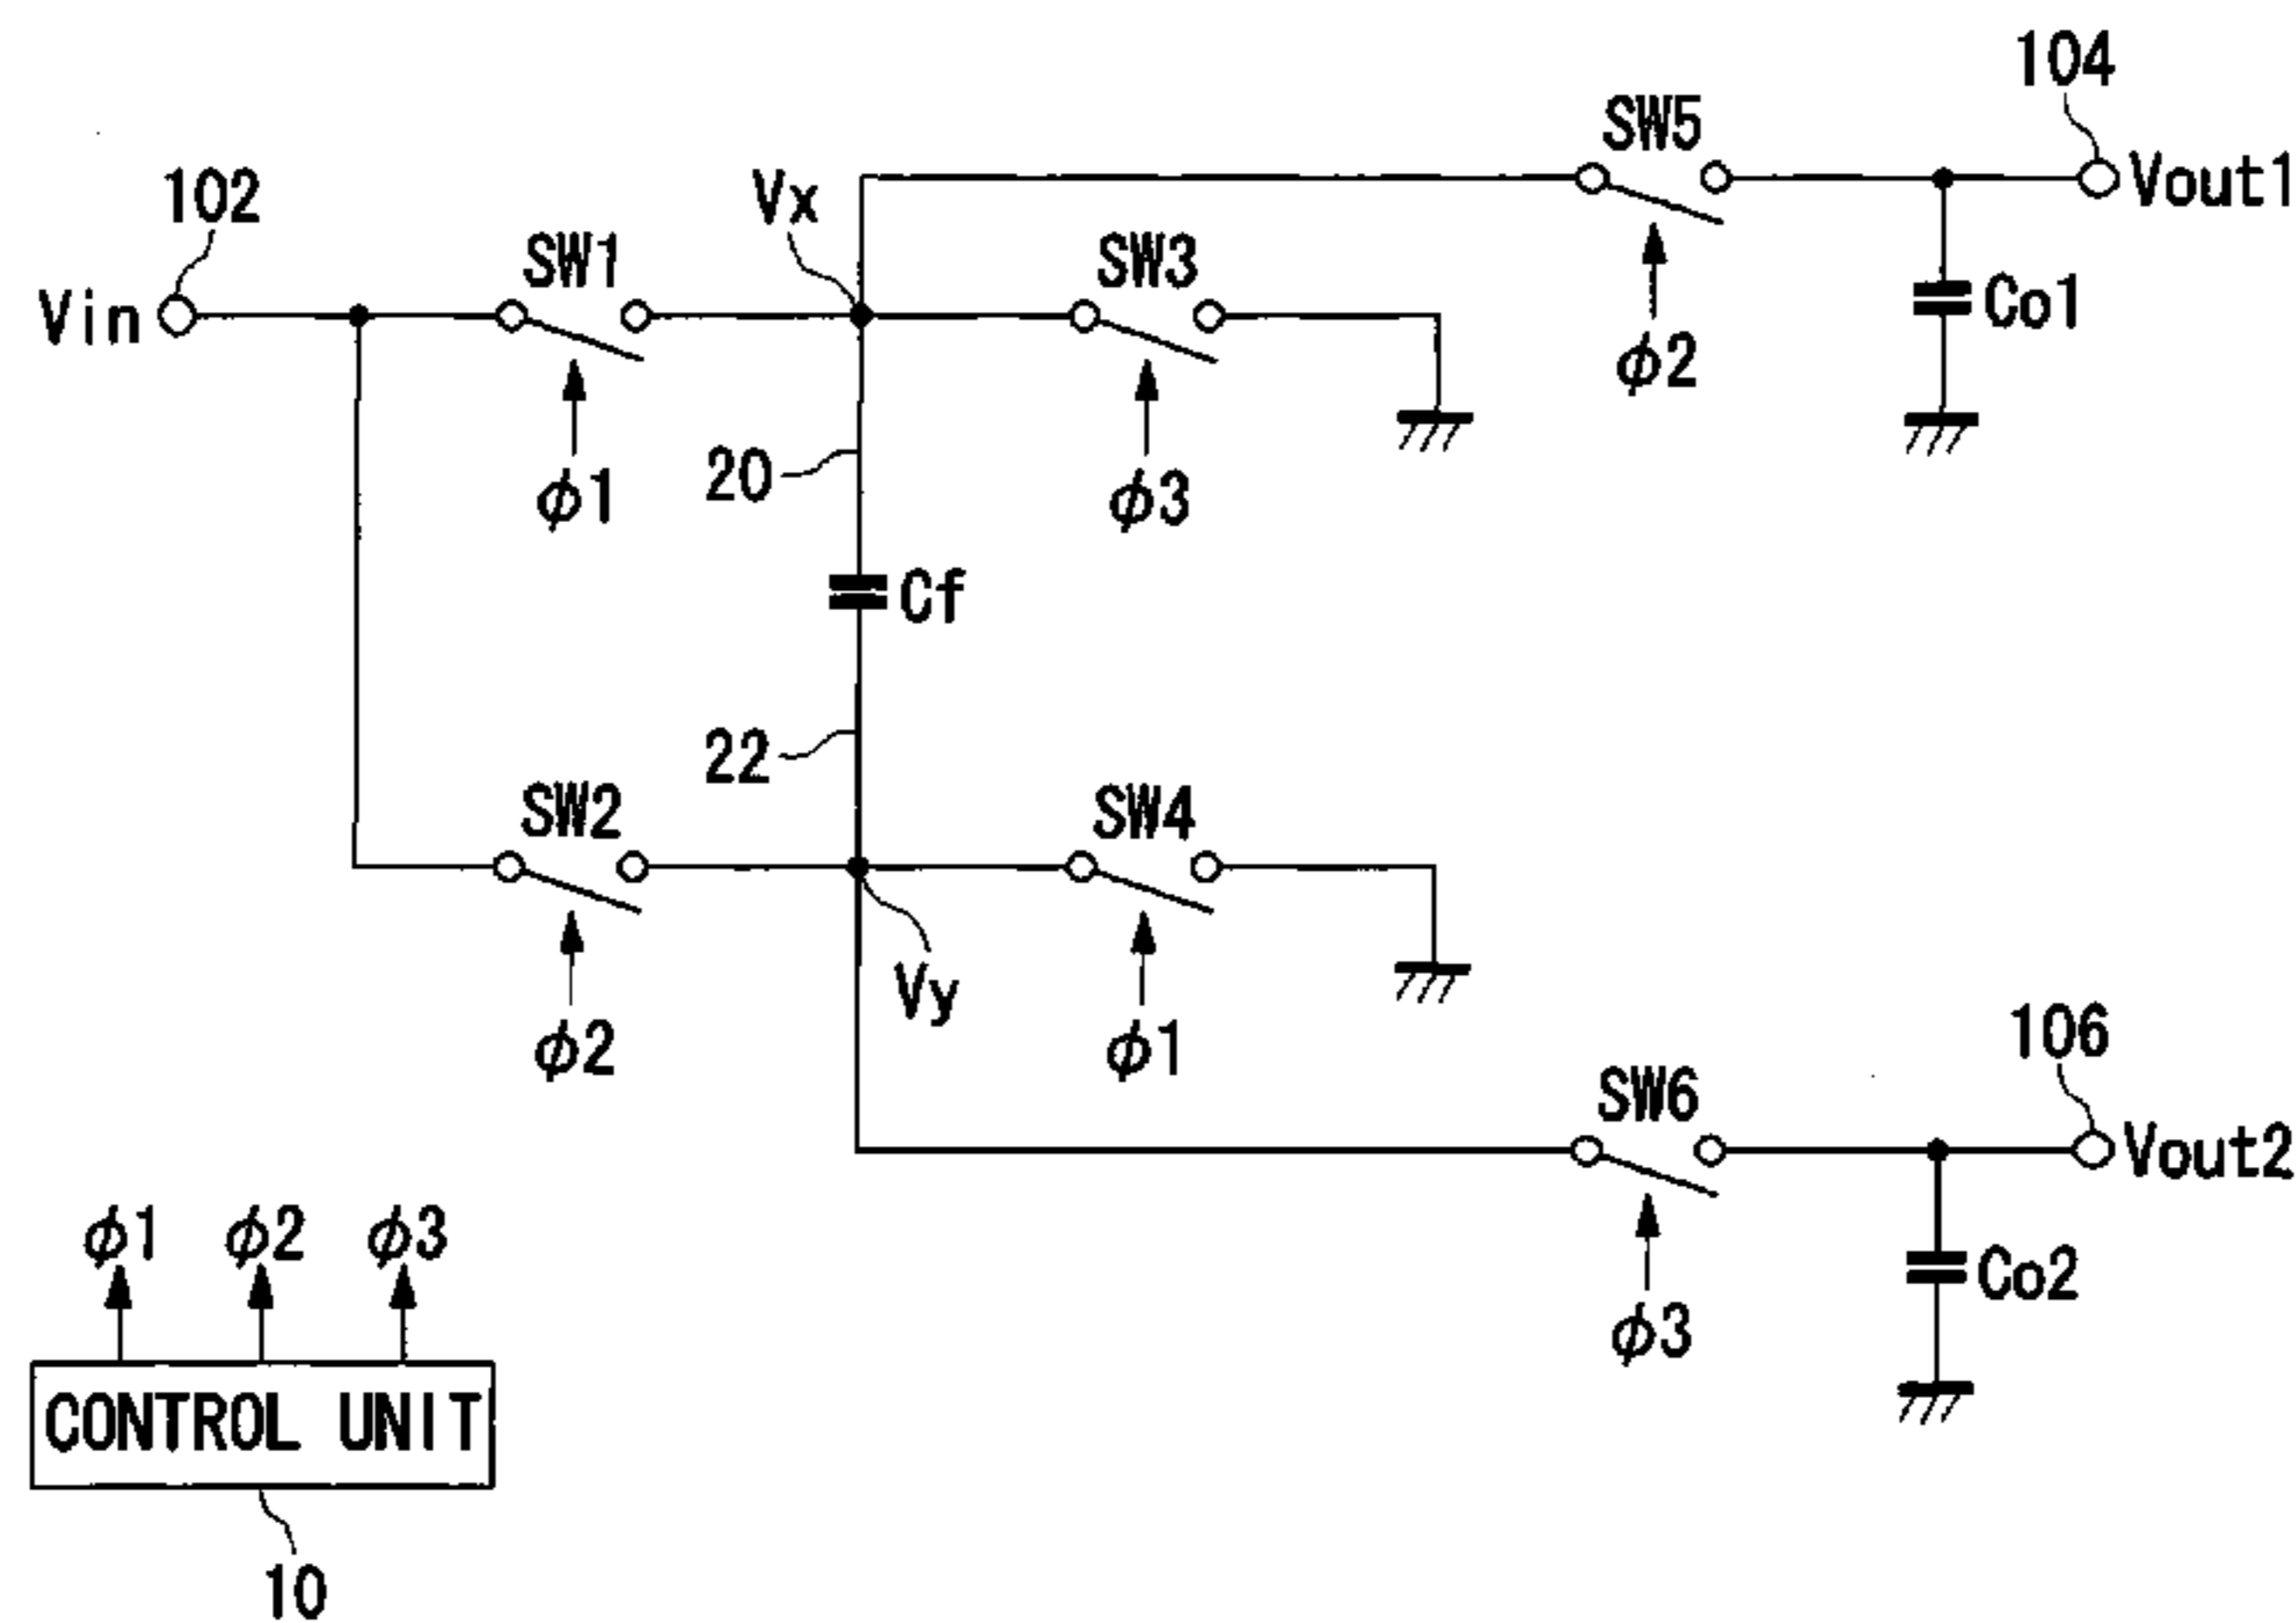 104
SW5
Vout1
102
Vx
SW1
SW3
Vin
Co1
φ2
20
φ1
φ3
Cf
22
SW2
SW4
Vy
φ2
φ1
106
SW6
Vout2
φ1 φ2 φ3
Co2
φ3
CONTROL UNIT
10